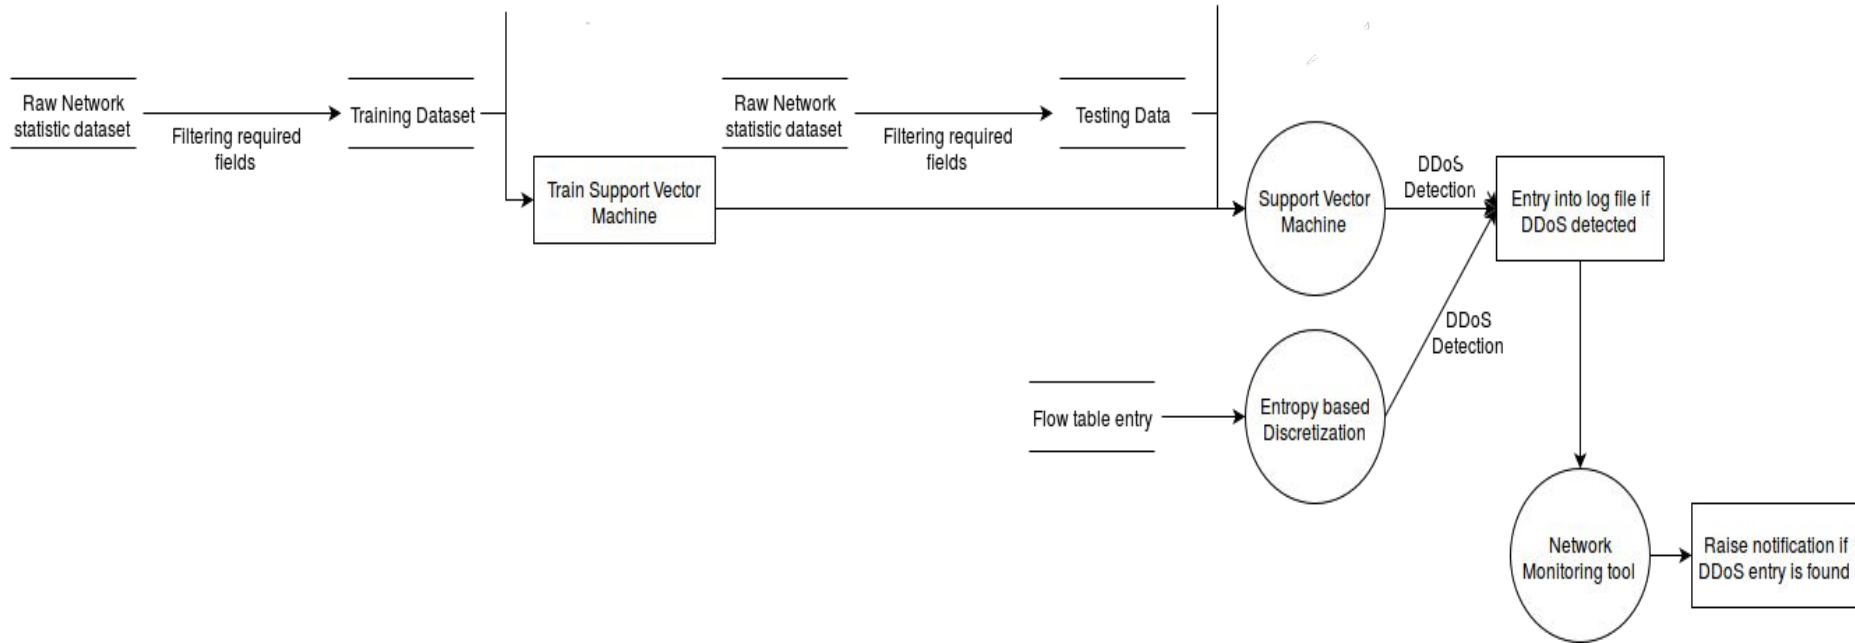 Raw Network
statistic dataset
Filtering required
fields
Training Dataset
Train Support Vector
Machine
Raw Network
statistic dataset
Filtering required
fields
Testing Data
Support Vector
Machine
DDoS
Detection
Entry into log file if
DDoS detected
Flow table entry
Entropy based
Discretization
DDoS
Detection
Network
Monitoring tool
Raise notification if
DDoS entry is found